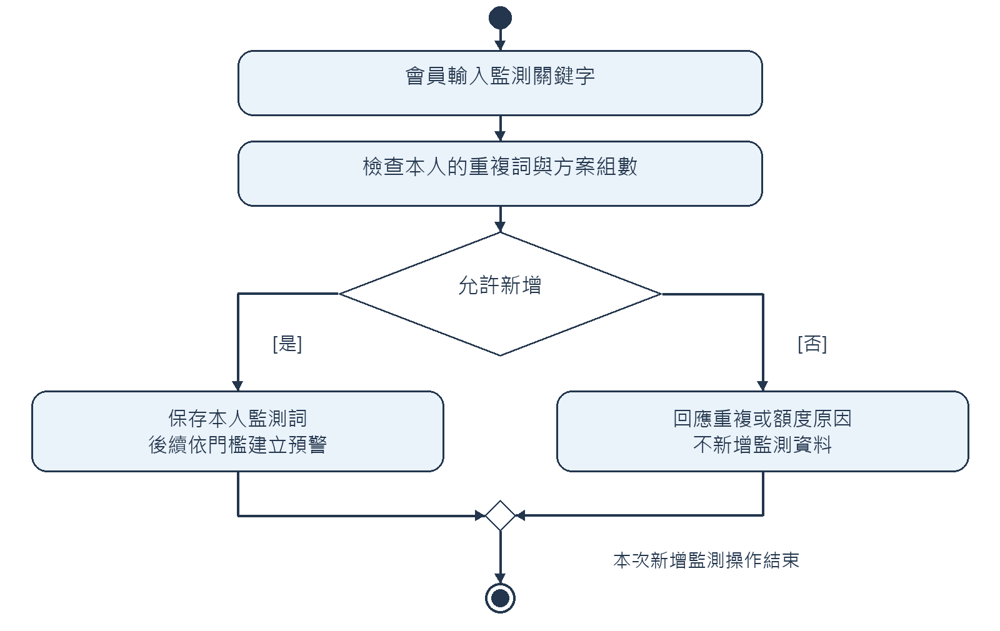 會員輸入監測關鍵字
檢查本人的重複詞與方案組數
允許新增
[是]
[否]
保存本人監測詞
後續依門檻建立預警
回應重複或額度原因
不新增監測資料
本次新增監測操作結束